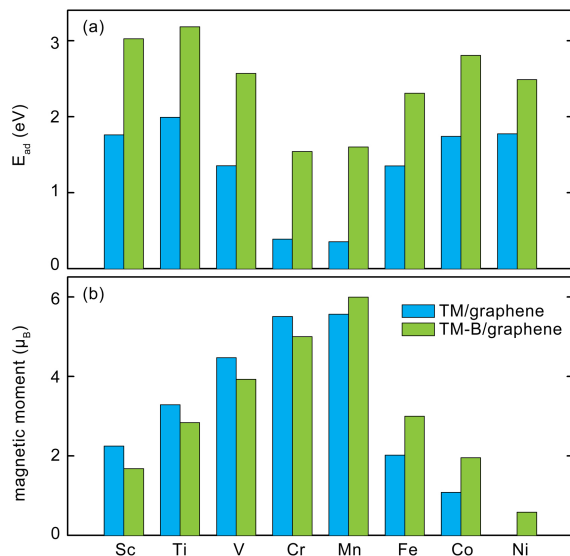 (a)
3
2
1
0
E_ad (eV)
(b)
6
4
2
0
magnetic moment (μ_B)
TM/graphene
TM-B/graphene
Sc Ti V Cr Mn Fe Co Ni